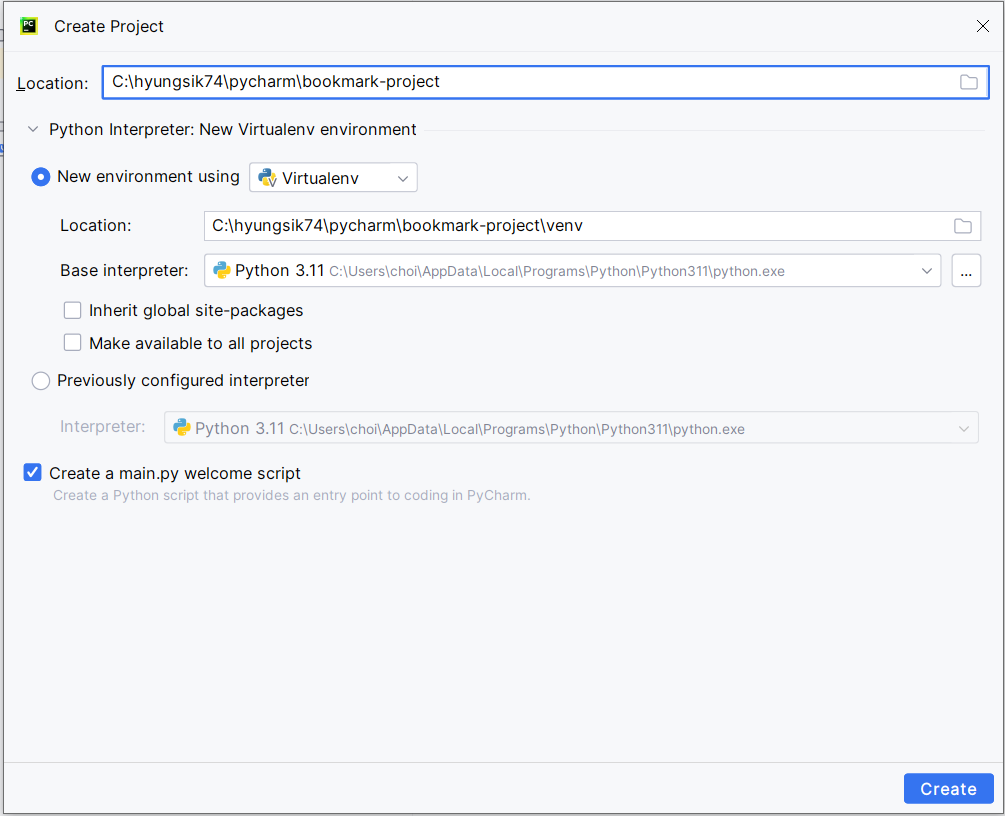 Create Project
Location: C:\hyungsik74\pycharm\bookmark-project
Python Interpreter: New Virtualenv environment
New environment using Virtualenv
Location: C:\hyungsik74\pycharm\bookmark-project\venv
Base interpreter: Python 3.11 C:\Users\choi\AppData\Local\Programs\Python\Python311\python.exe ...
Inherit global site-packages
Make available to all projects
Previously configured interpreter
Interpreter: Python 3.11 C:\Users\choi\AppData\Local\Programs\Python\Python311\python.exe
Create a main.py welcome script
Create a Python script that provides an entry point to coding in PyCharm.
Create